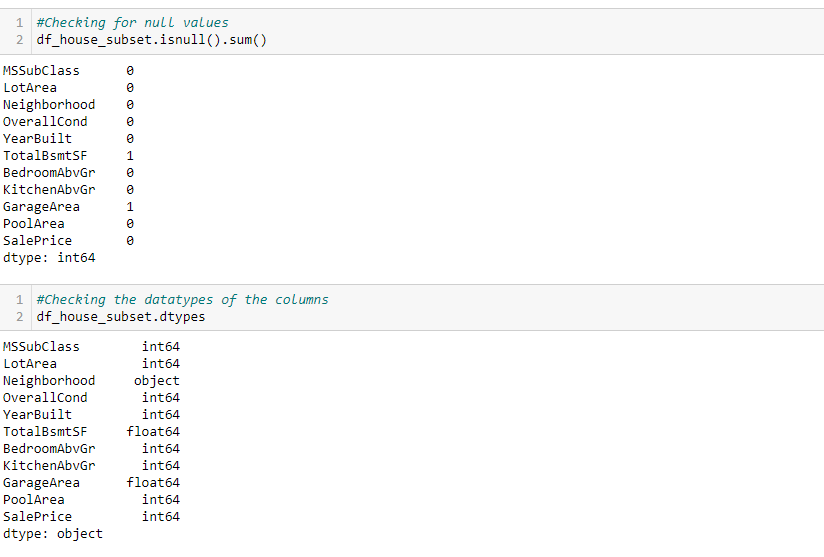 1 #Checking for null values
2 df_house_subset.isnull().sum()
MSSubClass 0
LotArea 0
Neighborhood 0
OverallCond 0
YearBuilt 0
TotalBsmtSF 1
BedroomAbvGr 0
KitchenAbvGr 0
GarageArea 1
PoolArea 0
SalePrice 0
dtype: int64
1 #Checking the datatypes of the columns
2 df_house_subset.dtypes
MSSubClass int64
LotArea int64
Neighborhood object
OverallCond int64
YearBuilt int64
TotalBsmtSF float64
BedroomAbvGr int64
KitchenAbvGr int64
GarageArea float64
PoolArea int64
SalePrice int64
dtype: object